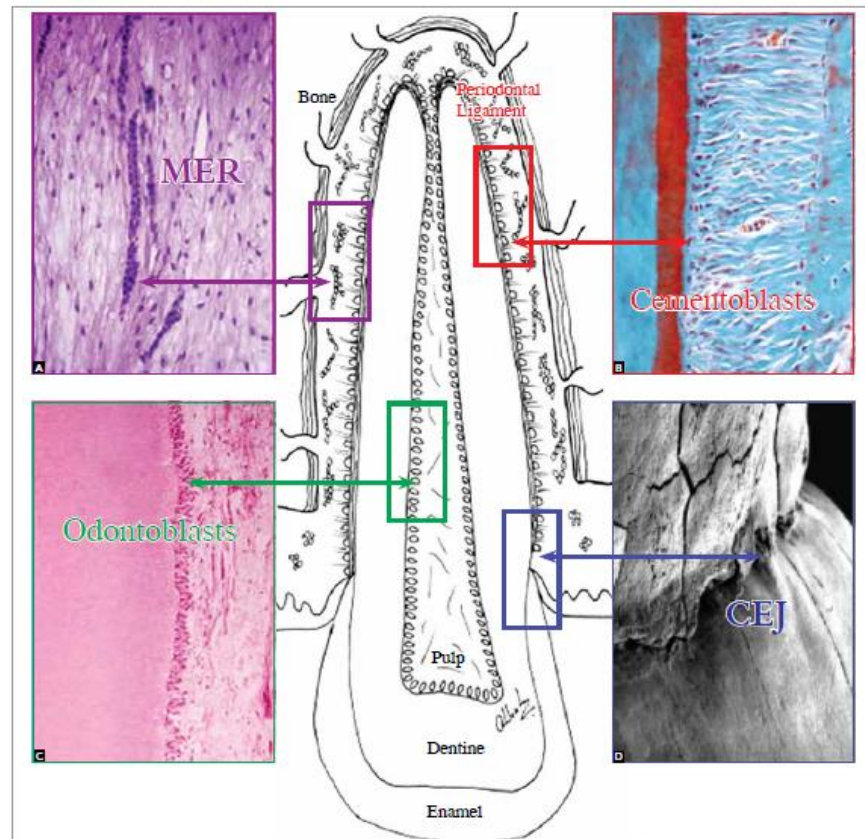 Bone
Periodontal
Ligament
MER
Cementoblasts
A
B
Odontoblasts
CEJ
Pulp
Dentine
Enamel
C
D